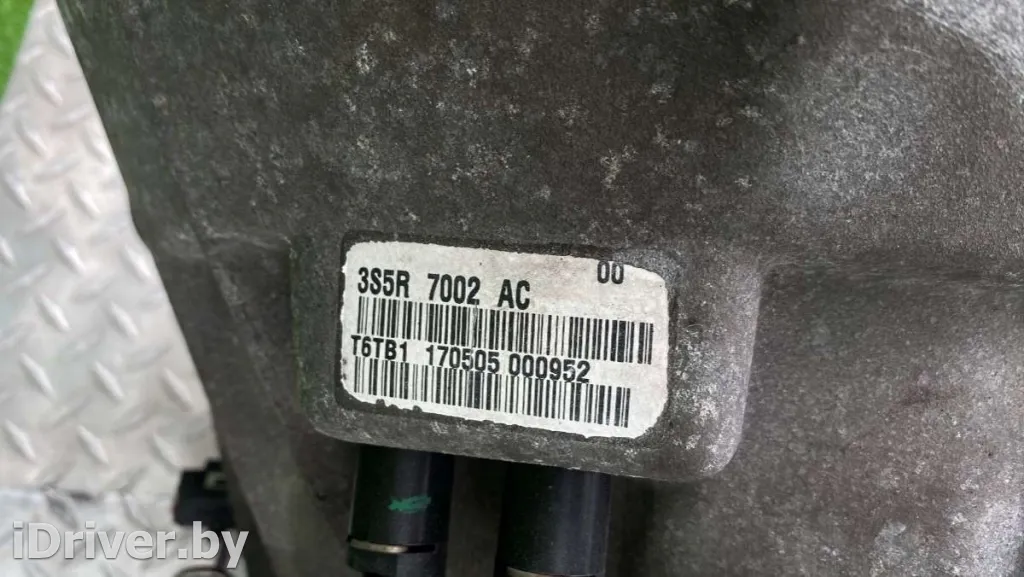 3S5R 7002 AC 00
T6TB1 170505 000952
iDriver.by